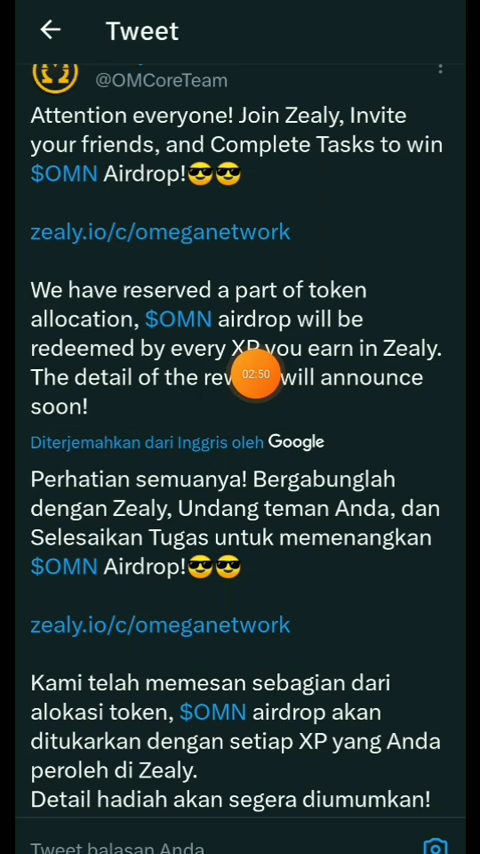 Tweet
@OMCoreTeam
Attention everyone! Join Zealy, Invite
your friends, and Complete Tasks to win
$OMN Airdrop!😎😎
zealy.io/c/omeganetwork
We have reserved a part of token
allocation, $OMN airdrop will be
redeemed by every XP you earn in Zealy.
The detail of the will announce
soon!
02:50
Diterjemahkan dari Inggris oleh Google
Perhatian semuanya! Bergabunglah
dengan Zealy, Undang teman Anda, dan
Selesaikan Tugas untuk memenangkan
$OMN Airdrop!😎😎
zealy.io/c/omeganetwork
Kami telah memesan sebagian dari
alokasi token, $OMN airdrop akan
ditukarkan dengan setiap XP yang Anda
peroleh di Zealy.
Detail hadiah akan segera diumumkan!
Tweet balasan Anda